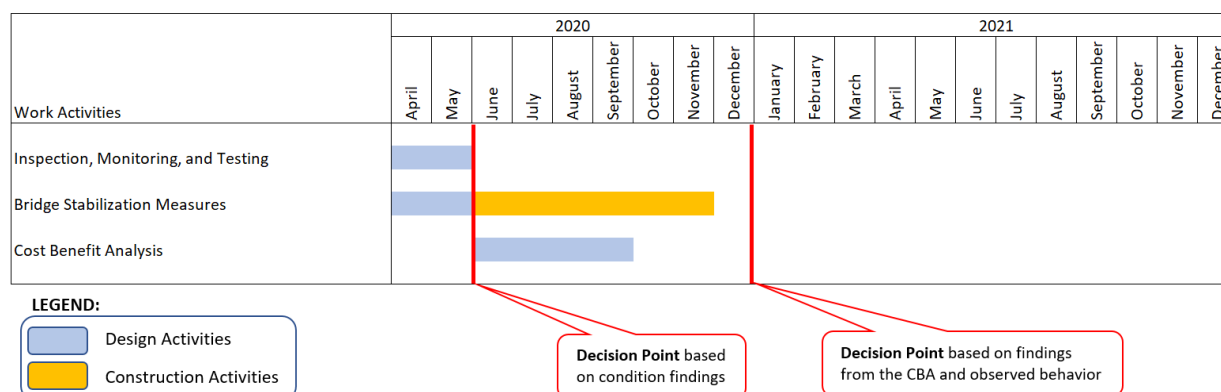 2020
2021
Work Activities
April
May
June
July
August
September
October
November
December
January
February
March
April
May
June
July
August
September
October
November
December
Inspection, Monitoring, and Testing
Bridge Stabilization Measures
Cost Benefit Analysis
LEGEND:
Design Activities
Construction Activities
Decision Point based
on condition findings
Decision Point based on findings
from the CBA and observed behavior